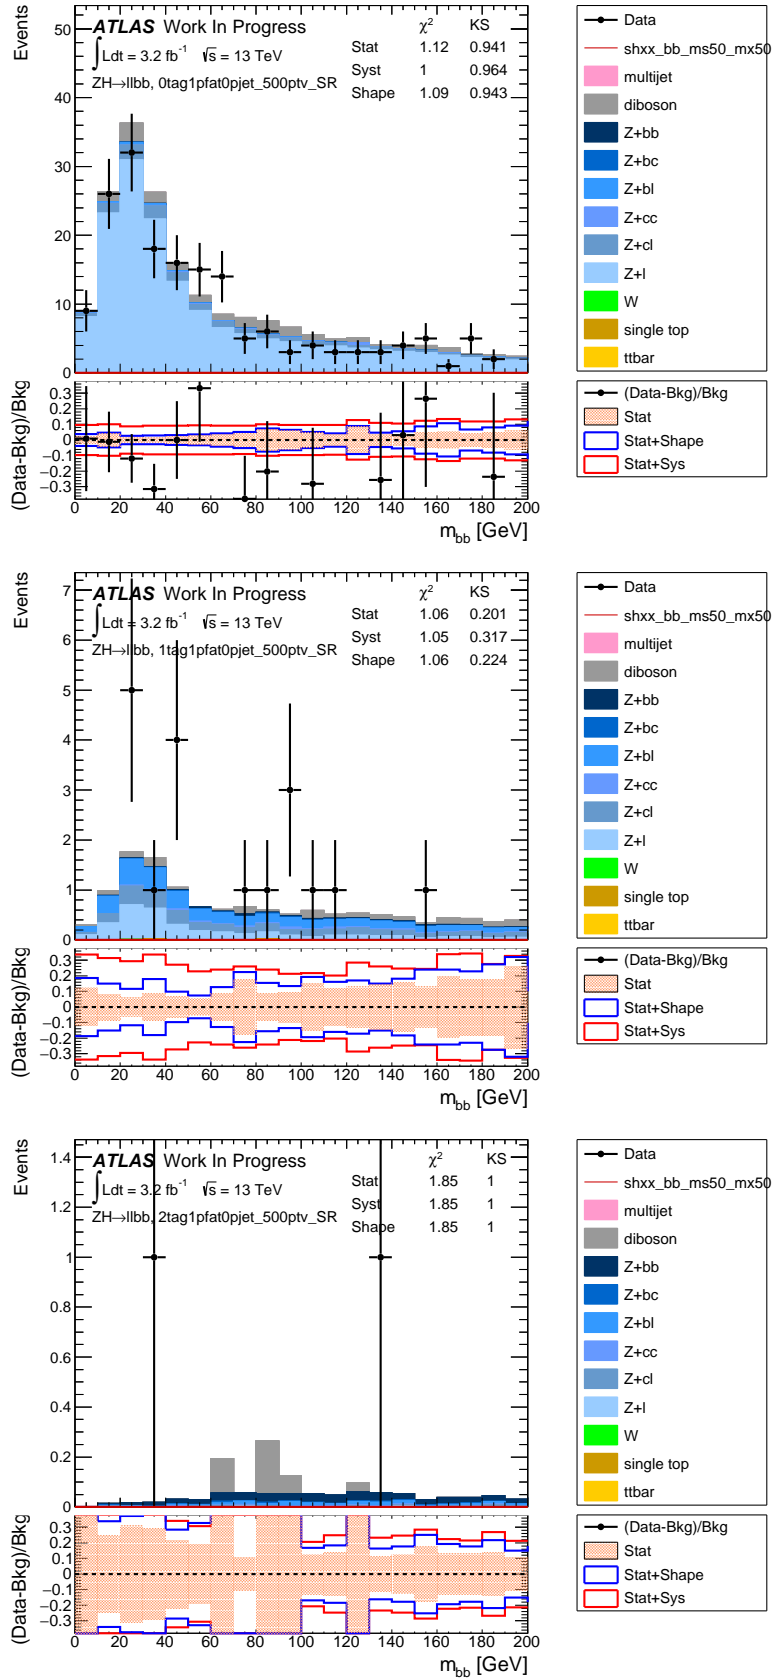 Events
ATLAS Work In Progress
∫Ldt = 3.2 fb⁻¹ √s = 13 TeV
ZH→llbb, 0tag1pfat0pjet_500ptv_SR
χ² KS
Stat 1.12 0.941
Syst 1 0.964
Shape 1.09 0.943
50
40
30
20
10
0
(Data-Bkg)/Bkg
0.3
0.2
0.1
0
−0.1
−0.2
−0.3
0 20 40 60 80 100 120 140 160 180 200
m_bb [GeV]
Data
shxx_bb_ms50_mx50
multijet
diboson
Z+bb
Z+bc
Z+bl
Z+cc
Z+cl
Z+l
W
single top
ttbar
(Data-Bkg)/Bkg
Stat
Stat+Shape
Stat+Sys
Events
ATLAS Work In Progress
∫Ldt = 3.2 fb⁻¹ √s = 13 TeV
ZH→llbb, 1tag1pfat0pjet_500ptv_SR
χ² KS
Stat 1.06 0.201
Syst 1.05 0.317
Shape 1.06 0.224
7
6
5
4
3
2
1
0
(Data-Bkg)/Bkg
0.3
0.2
0.1
0
−0.1
−0.2
−0.3
0 20 40 60 80 100 120 140 160 180 200
m_bb [GeV]
Data
shxx_bb_ms50_mx50
multijet
diboson
Z+bb
Z+bc
Z+bl
Z+cc
Z+cl
Z+l
W
single top
ttbar
(Data-Bkg)/Bkg
Stat
Stat+Shape
Stat+Sys
Events
ATLAS Work In Progress
∫Ldt = 3.2 fb⁻¹ √s = 13 TeV
ZH→llbb, 2tag1pfat0pjet_500ptv_SR
χ² KS
Stat 1.85 1
Syst 1.85 1
Shape 1.85 1
1.4
1.2
1
0.8
0.6
0.4
0.2
0
(Data-Bkg)/Bkg
0.3
0.2
0.1
0
−0.1
−0.2
−0.3
0 20 40 60 80 100 120 140 160 180 200
m_bb [GeV]
Data
shxx_bb_ms50_mx50
multijet
diboson
Z+bb
Z+bc
Z+bl
Z+cc
Z+cl
Z+l
W
single top
ttbar
(Data-Bkg)/Bkg
Stat
Stat+Shape
Stat+Sys